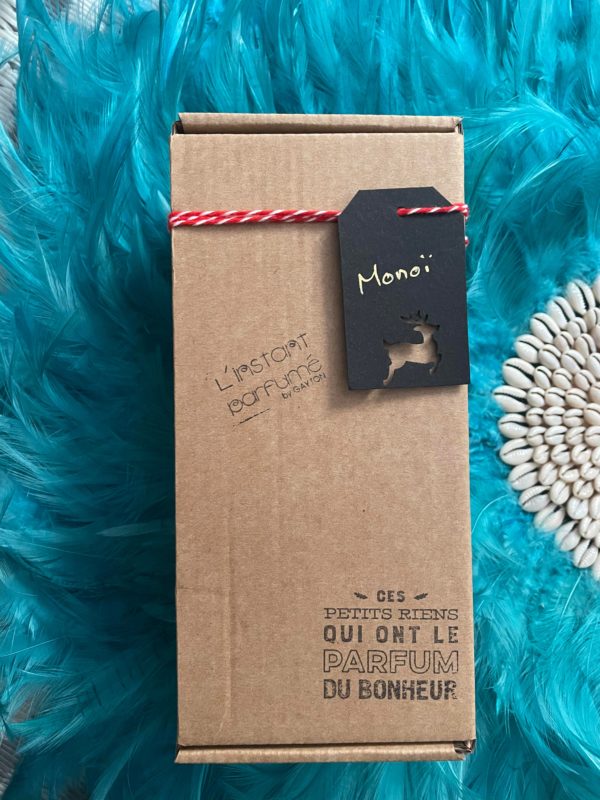 Monoï
L'instant
parfumé
by GAYTON
CES
PETITS RIENS
QUI ONT LE
PARFUM
DU BONHEUR